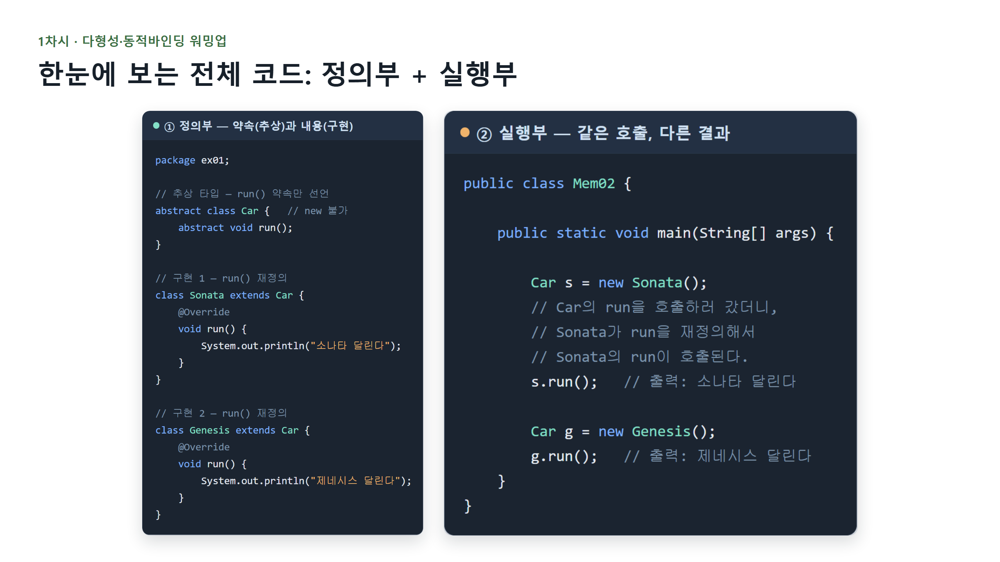 1차시 · 다형성·동적바인딩 워밍업
한눈에 보는 전체 코드: 정의부 + 실행부
① 정의부 — 약속(추상)과 내용(구현)
package ex01;
// 추상 타입 — run() 약속만 선언
abstract class Car {   // new 불가
    abstract void run();
}
// 구현 1 — run() 재정의
class Sonata extends Car {
    @Override
    void run() {
        System.out.println("소나타 달린다");
    }
}
// 구현 2 — run() 재정의
class Genesis extends Car {
    @Override
    void run() {
        System.out.println("제네시스 달린다");
    }
}
② 실행부 — 같은 호출, 다른 결과
public class Mem02 {
    public static void main(String[] args) {
        Car s = new Sonata();
        // Car의 run을 호출하러 갔더니,
        // Sonata가 run을 재정의해서
        // Sonata의 run이 호출된다.
        s.run();   // 출력: 소나타 달린다
        Car g = new Genesis();
        g.run();   // 출력: 제네시스 달린다
    }
}